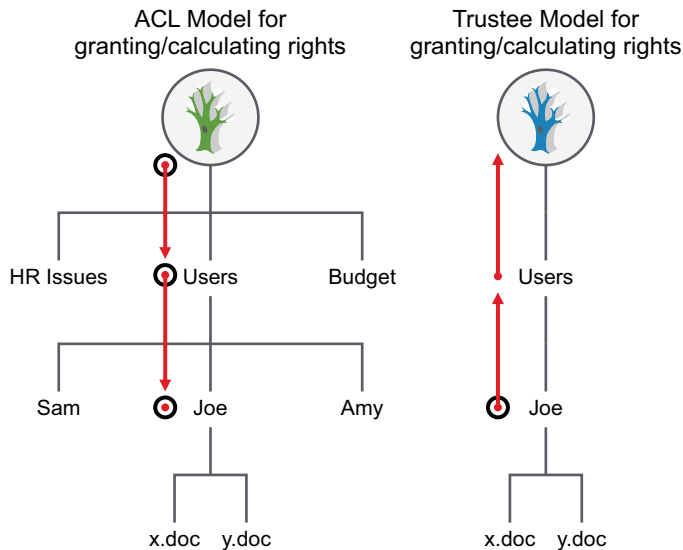 ACL Model for
granting/calculating rights
HR Issues
Users
Budget
Sam
Joe
Amy
x.doc
y.doc
Trustee Model for
granting/calculating rights
Users
Joe
x.doc
y.doc